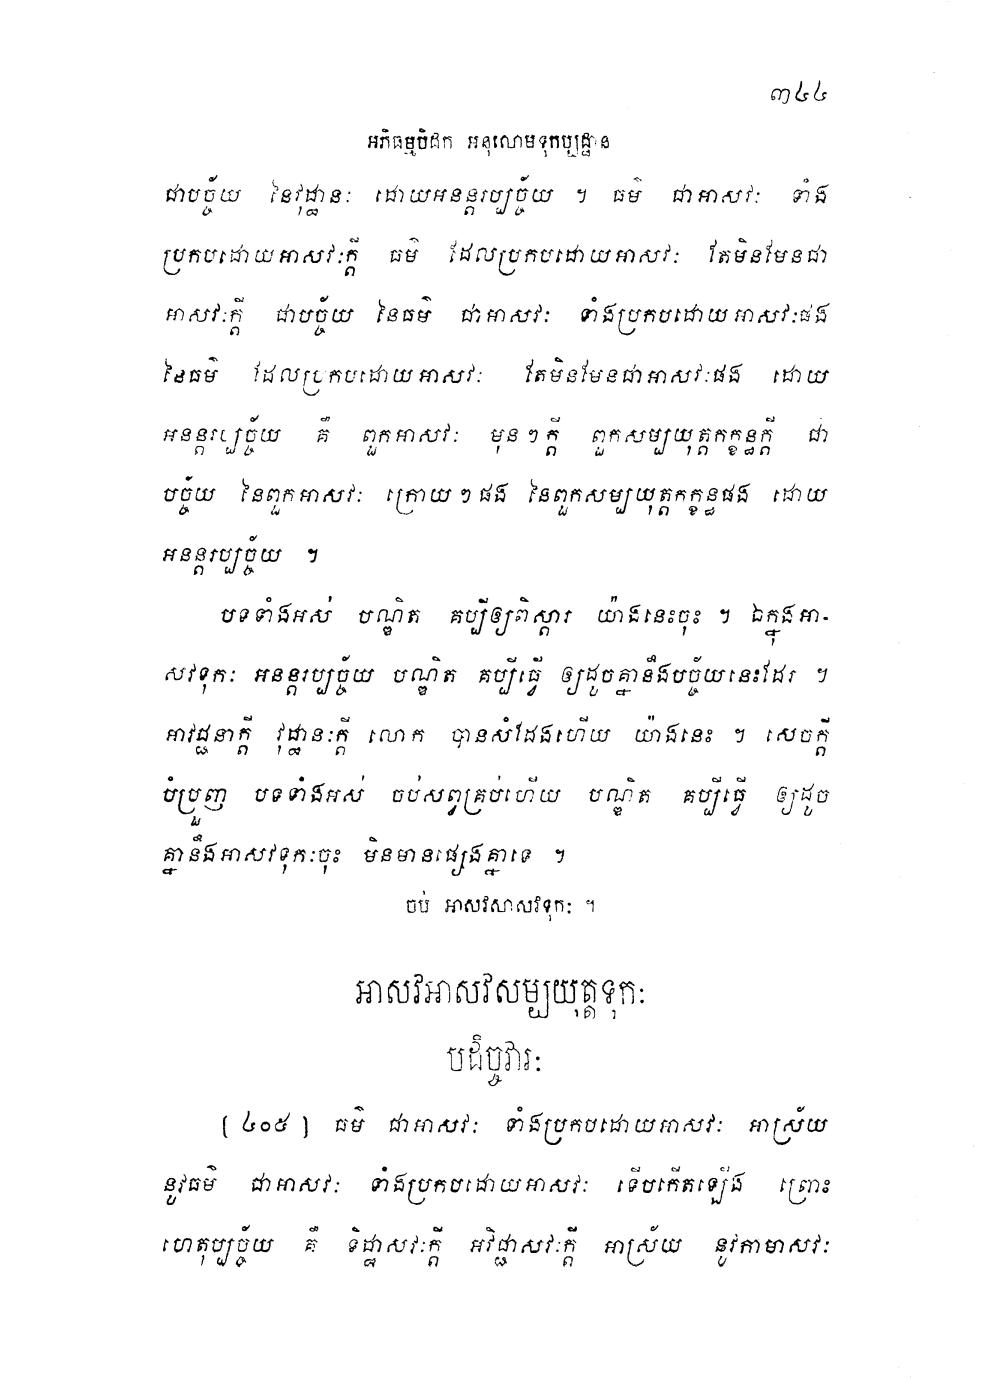 ៣៤៤
អភិធម្មបិដក អនុលោមទុកប្បដ្ឋាន
ជាបច្ច័យ នៃវុដ្ឋានៈ ដោយអនន្តរប្បច្ច័យ ។ ធម៌ ជាអាសវៈ ទាំង
ប្រកបដោយអាសវៈក្តី ធម៌ ដែលប្រកបដោយអាសវៈ តែមិនមែនជា
អាសវៈក្តី ជាបច្ច័យ នៃធម៌ ជាអាសវៈ ទាំងប្រកបដោយអាសវៈផង
នៃធម៌ ដែលប្រកបដោយអាសវៈ តែមិនមែនជាអាសវៈផង ដោយ
អនន្តរប្បច្ច័យ គឺ ពួកអាសវៈ មុនៗក្តី ពួកសម្បយុត្តកក្ខន្ធក្តី ជា
បច្ច័យ នៃពួកអាសវៈ ក្រោយៗផង នៃពួកសម្បយុត្តកក្ខន្ធផង ដោយ
អនន្តរប្បច្ច័យ ។
បទទាំងអស់ បណ្ឌិត គប្បីឲ្យពិស្តារ យ៉ាងនេះចុះ ។ ឯក្នុងអា-
សវទុកៈ អនន្តរប្បច្ច័យ បណ្ឌិត គប្បីធ្វើ ឲ្យដូចគ្នានឹងបច្ច័យនេះដែរ ។
អាវជ្ជនាក្តី វុដ្ឋានៈក្តី លោក បានសំដែងហើយ យ៉ាងនេះ ។ សេចក្តី
បំប្រួញ បទទាំងអស់ ចប់សព្វគ្រប់ហើយ បណ្ឌិត គប្បីធ្វើ ឲ្យដូច
គ្នានឹងអាសវទុកៈចុះ មិនមានផ្សេងគ្នាទេ ។
ចប់ អាសវសាសវទុកៈ ។
អាសវអាសវសម្បយុត្តទុកៈ
បដិច្ចវារៈ
(៤០៥) ធម៌ ជាអាសវៈ ទាំងប្រកបដោយអាសវៈ អាស្រ័យ
នូវធម៌ ជាអាសវៈ ទាំងប្រកបដោយអាសវៈ ទើបកើតឡើង ព្រោះ
ហេតុប្បច្ច័យ គឺ ទិដ្ឋាសវៈក្តី អវិជ្ជាសវៈក្តី អាស្រ័យ នូវកាមាសវៈ